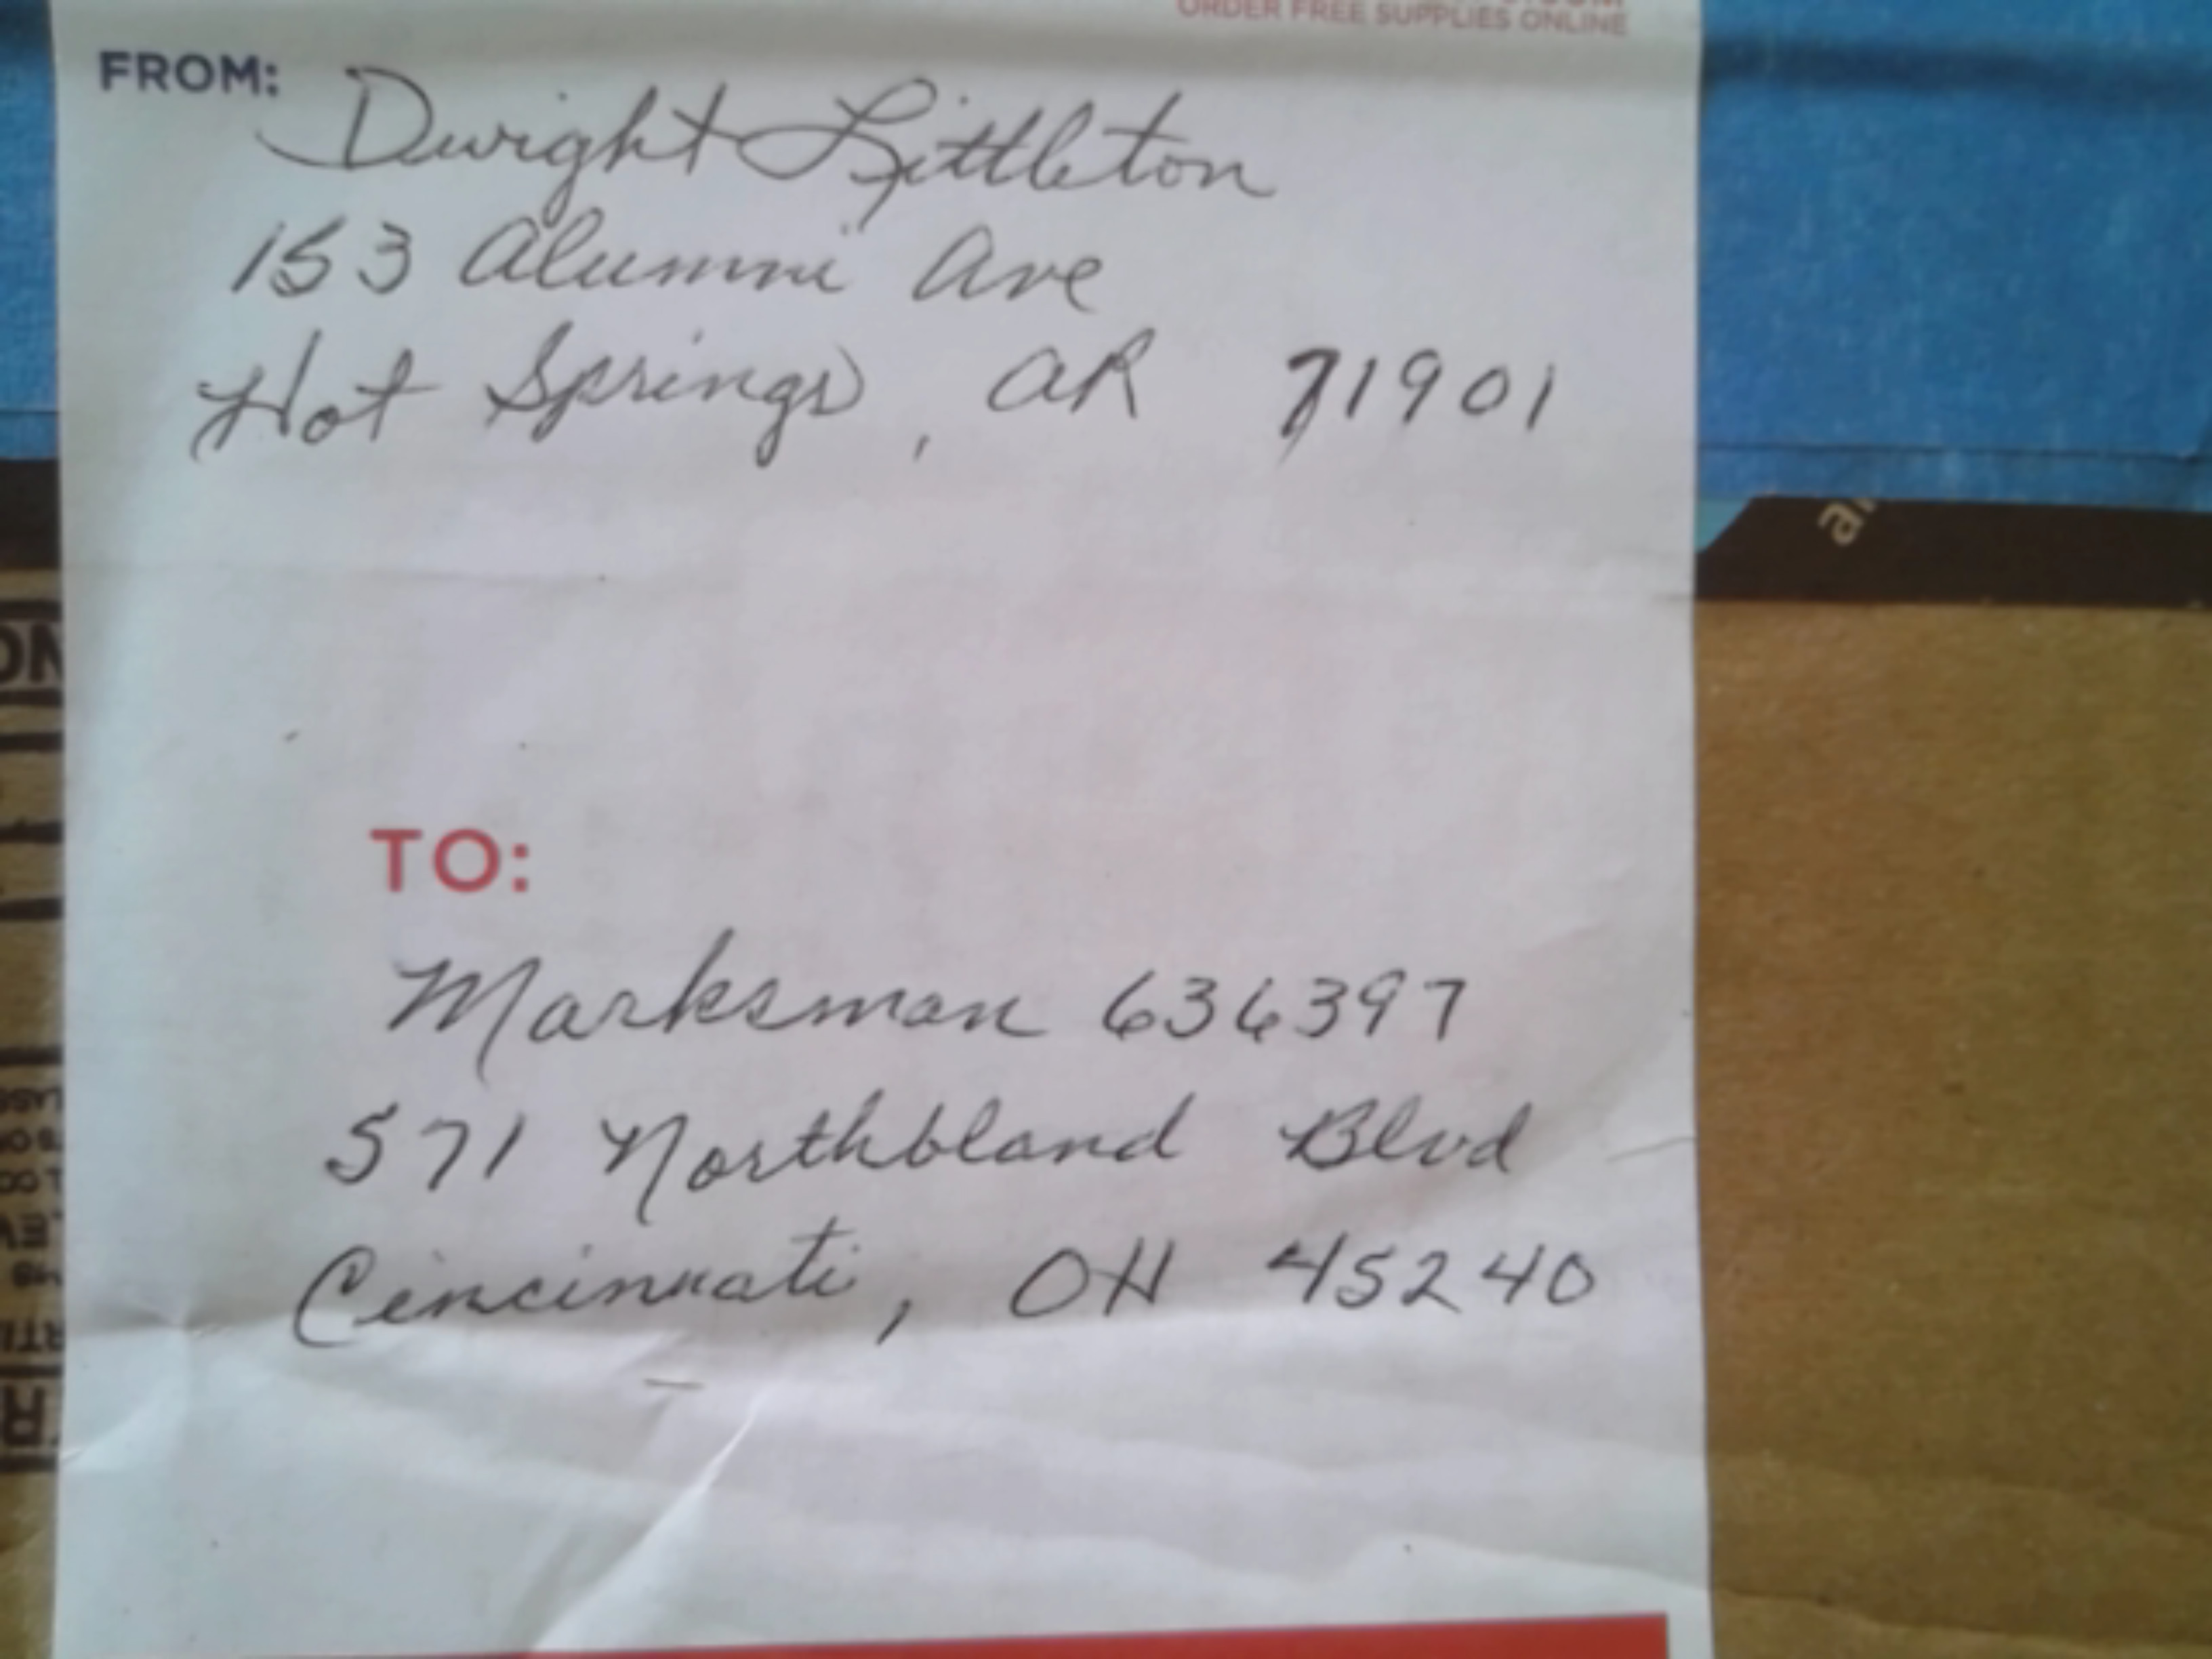 ORDER FREE SUPPLIES ONLINE
FROM:
Dwight Littleton
153 Alumni Ave
Hot Springs, AR 71901
TO:
Marksman 636397
571 Northbland Blvd
Cincinnati, OH 45240